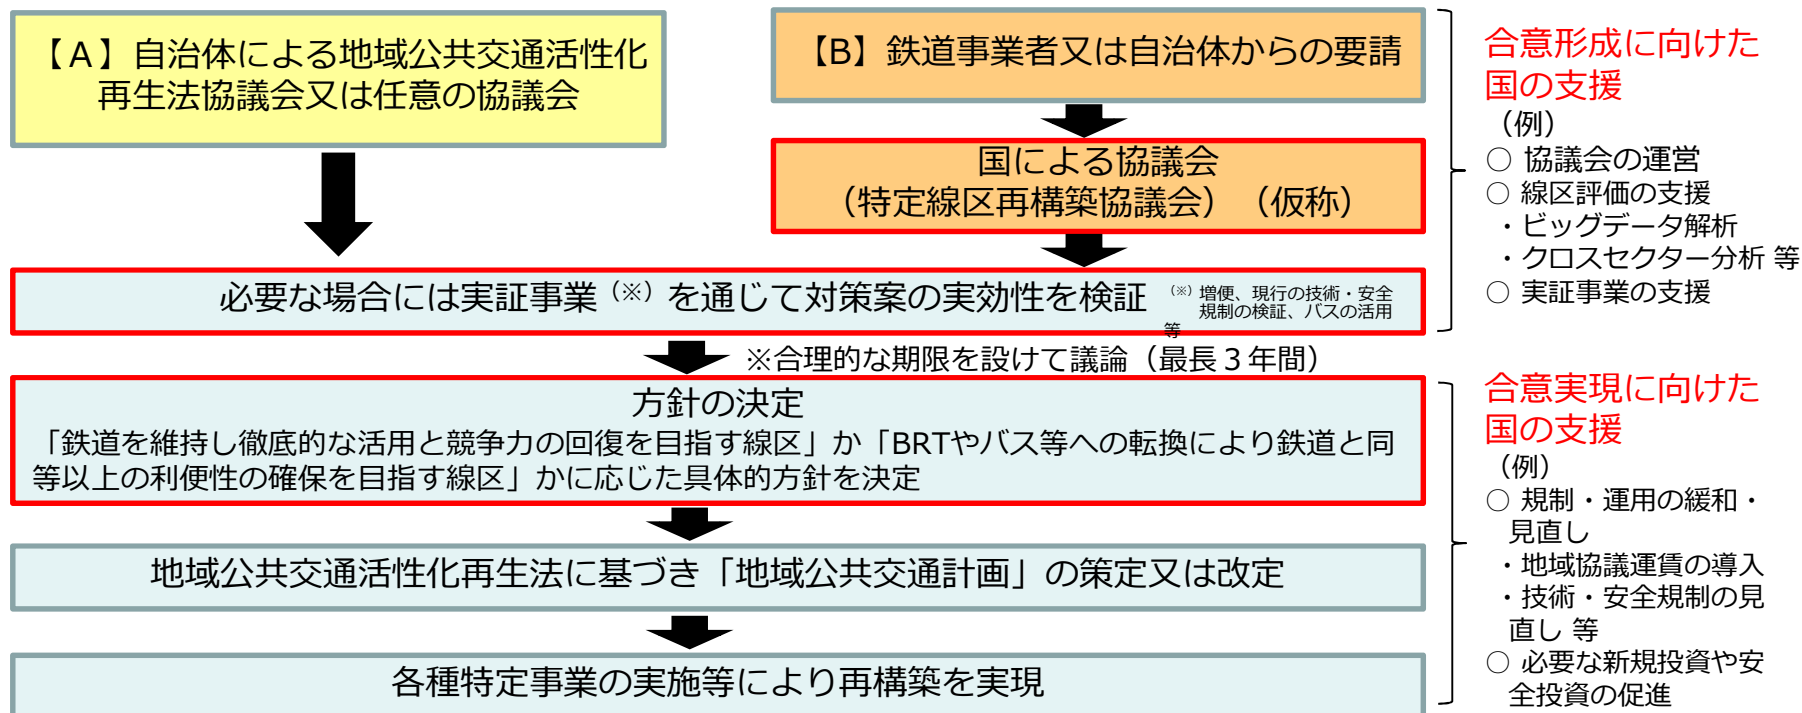 【A】自治体による地域公共交通活性化
再生法協議会又は任意の協議会
【B】鉄道事業者又は自治体からの要請
国による協議会
（特定線区再構築協議会）（仮称）
必要な場合には実証事業（※）を通じて対策案の実効性を検証
（※）増便、現行の技術・安全
規制の検証、バスの活用
等
※合理的な期限を設けて議論（最長３年間）
方針の決定
「鉄道を維持し徹底的な活用と競争力の回復を目指す線区」か「BRTやバス等への転換により鉄道と同
等以上の利便性の確保を目指す線区」かに応じた具体的方針を決定
地域公共交通活性化再生法に基づき「地域公共交通計画」の策定又は改定
各種特定事業の実施等により再構築を実現
合意形成に向けた
国の支援
（例）
○ 協議会の運営
○ 線区評価の支援
・ビッグデータ解析
・クロスセクター分析 等
○ 実証事業の支援
合意実現に向けた
国の支援
（例）
○ 規制・運用の緩和・
見直し
・地域協議運賃の導入
・技術・安全規制の見
直し 等
○ 必要な新規投資や安
全投資の促進